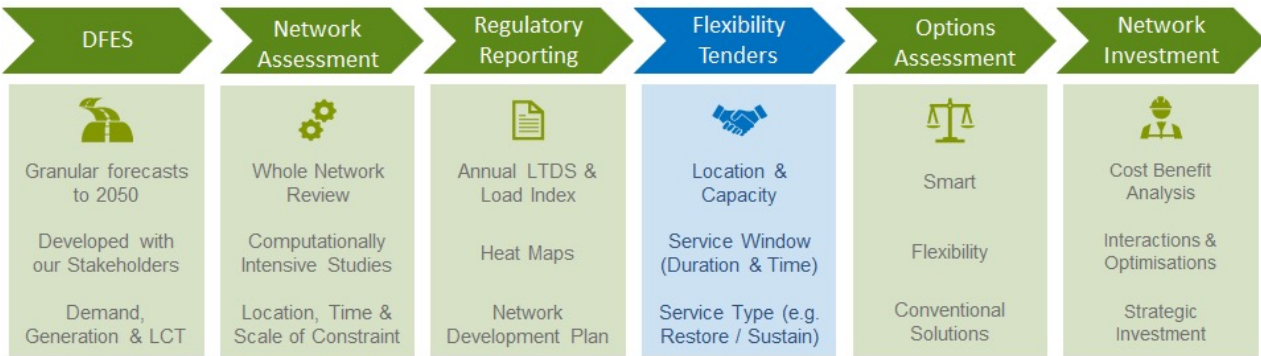 DFES
Network
Assessment
Regulatory
Reporting
Flexibility
Tenders
Options
Assessment
Network
Investment
Granular forecasts
to 2050
Developed with
our Stakeholders
Demand,
Generation & LCT
Whole Network
Review
Computationally
Intensive Studies
Location, Time &
Scale of Constraint
Annual LTDS &
Load Index
Heat Maps
Network
Development Plan
Location &
Capacity
Service Window
(Duration & Time)
Service Type (e.g.
Restore / Sustain)
Smart
Flexibility
Conventional
Solutions
Cost Benefit
Analysis
Interactions &
Optimisations
Strategic
Investment